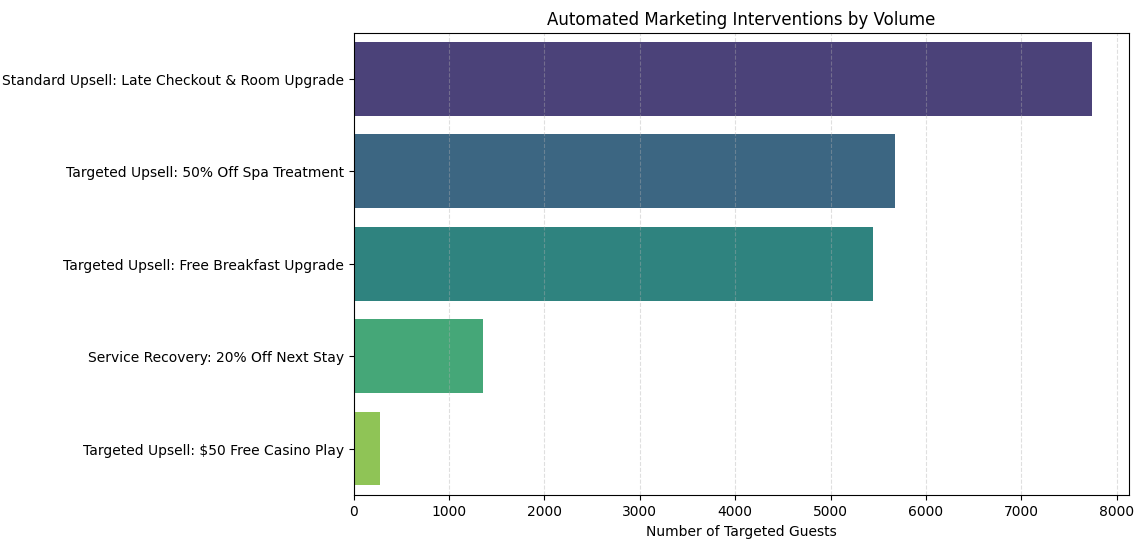 Automated Marketing Interventions by Volume
Standard Upsell: Late Checkout & Room Upgrade
Targeted Upsell: 50% Off Spa Treatment
Targeted Upsell: Free Breakfast Upgrade
Service Recovery: 20% Off Next Stay
Targeted Upsell: $50 Free Casino Play
0 1000 2000 3000 4000 5000 6000 7000 8000
Number of Targeted Guests